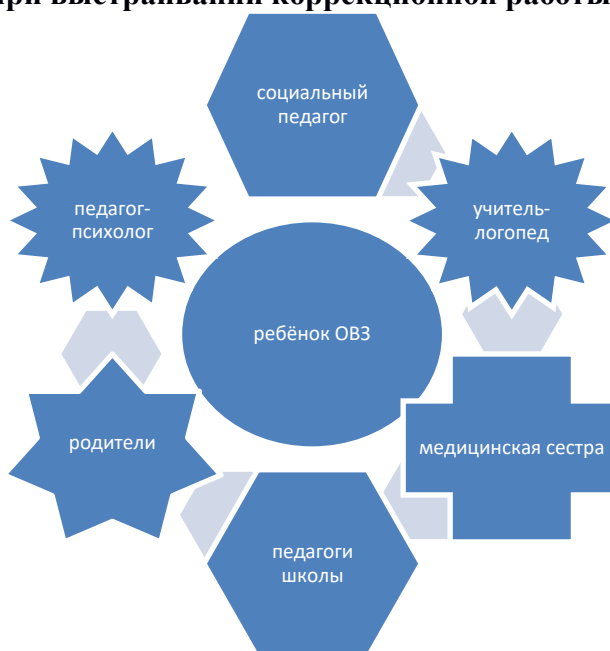 при выстраивании коррекционной работы
социальный
педагог
педагог-
психолог
учитель-
логопед
ребёнок ОВЗ
родители
медицинская сестра
педагоги
школы